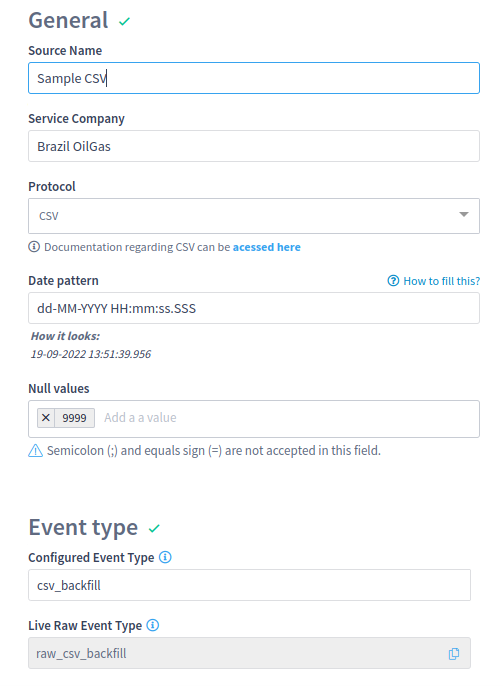 General
Source Name
Sample CSV
Service Company
Brazil OilGas
Protocol
CSV
Documentation regarding CSV can be acessed here
Date pattern
How to fill this?
dd-MM-YYYY HH:mm:ss.SSS
How it looks:
19-09-2022 13:51:39.956
Null values
9999 Add a a value
Semicolon (;) and equals sign (=) are not accepted in this field.
Event type
Configured Event Type
csv_backfill
Live Raw Event Type
raw_csv_backfill